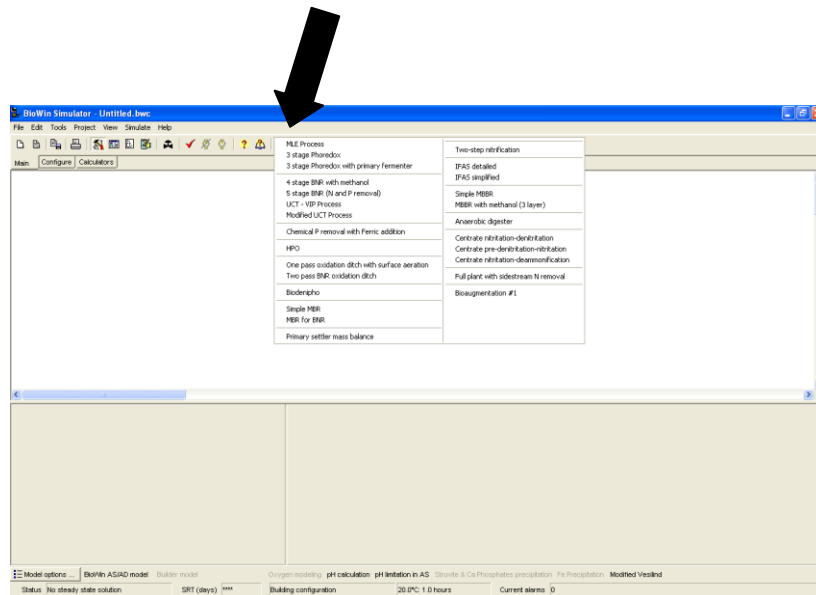 BioWin Simulator - Untitled.bwc
File Edit Tools Project View Simulate Help
Main Configure Calculators
MLE Process
3 stage Phoredox
3 stage Phoredox with primary fermenter
4 stage BNR with methanol
5 stage BNR (N and P removal)
UCT - VIP Process
Modified UCT Process
Chemical P removal with Ferric addition
HPO
One pass oxidation ditch with surface aeration
Two pass BNR oxidation ditch
Biodenipho
Simple MBR
MBR for BNR
Primary settler mass balance
Two-step nitrification
IFAS detailed
IFAS simplified
Simple MBBR
MBBR with methanol (3 layer)
Anaerobic digester
Centrate nitritation-denitritation
Centrate pre-denitritation-nitritation
Centrate nitritation-deammonification
Full plant with sidestream N removal
Bioaugmentation #1
Model options ... BioWin AS/AD model Builder model Oxygen modeling pH calculation pH limitation in AS Struvite & Ca Phosphates precipitation Fe Precipitation Modified Vesilind
Status No steady state solution SRT (days) **** Building configuration 20.0°C: 1.0 hours Current alarms 0